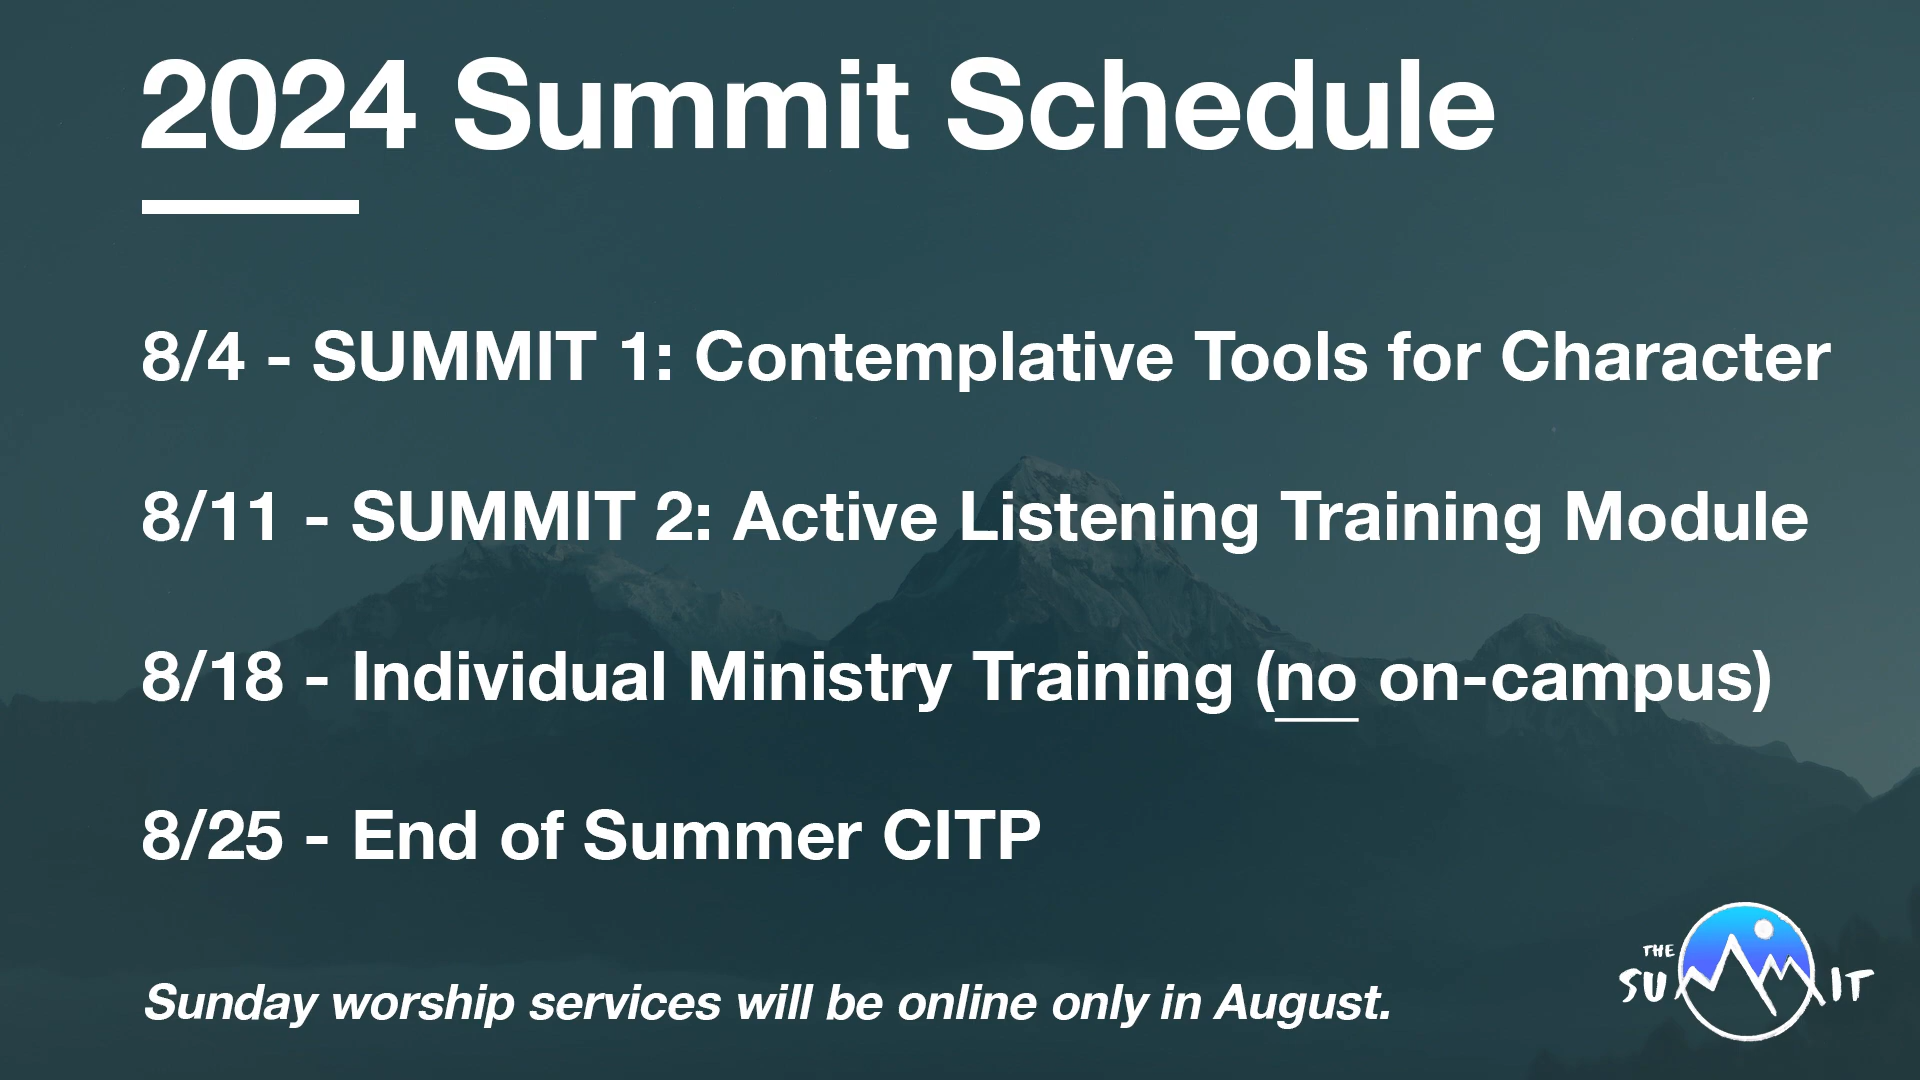 2024 Summit Schedule
8/4 - SUMMIT 1: Contemplative Tools for Character
8/11 - SUMMIT 2: Active Listening Training Module
8/18 - Individual Ministry Training (no on-campus)
8/25 - End of Summer CITP
Sunday worship services will be online only in August.
THE
SUMMIT